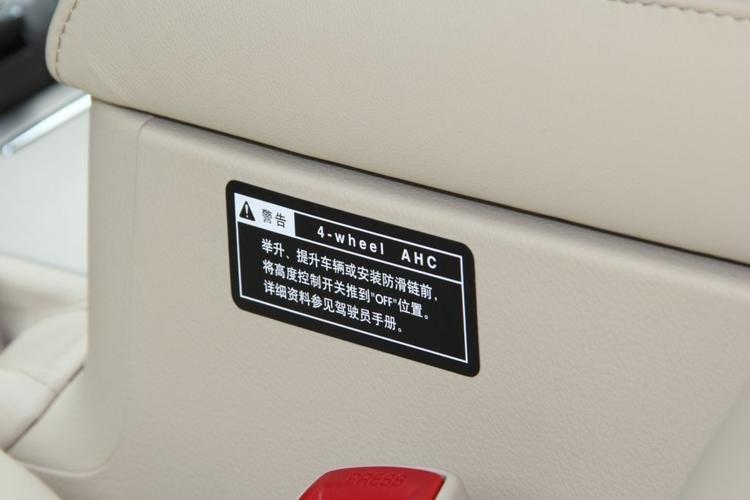 警告
4-wheel AHC
举升、提升车辆或安装防滑链前，
将高度控制开关推到"OFF"位置。
详细资料参见驾驶员手册。
PRESS